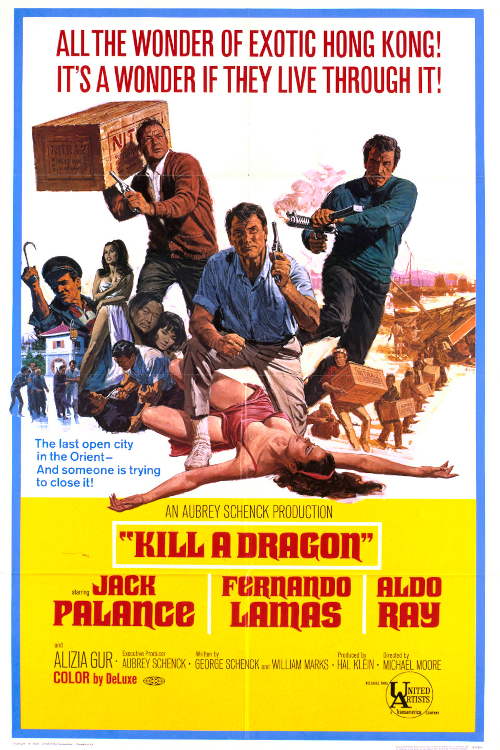 ALL THE WONDER OF EXOTIC HONG KONG!
IT'S A WONDER IF THEY LIVE THROUGH IT!
NITRO
The last open city
in the Orient—
And someone is trying
to close it!
AN AUBREY SCHENCK PRODUCTION
"KILL A DRAGON"
starring JACK PALANCE
FERNANDO LAMAS
ALDO RAY
and ALIZIA GUR ·
Executive Producer AUBREY SCHENCK ·
Written by GEORGE SCHENCK and WILLIAM MARKS ·
Produced by HAL KLEIN ·
Directed by MICHAEL MOORE
COLOR by DeLuxe
UNITED ARTISTS